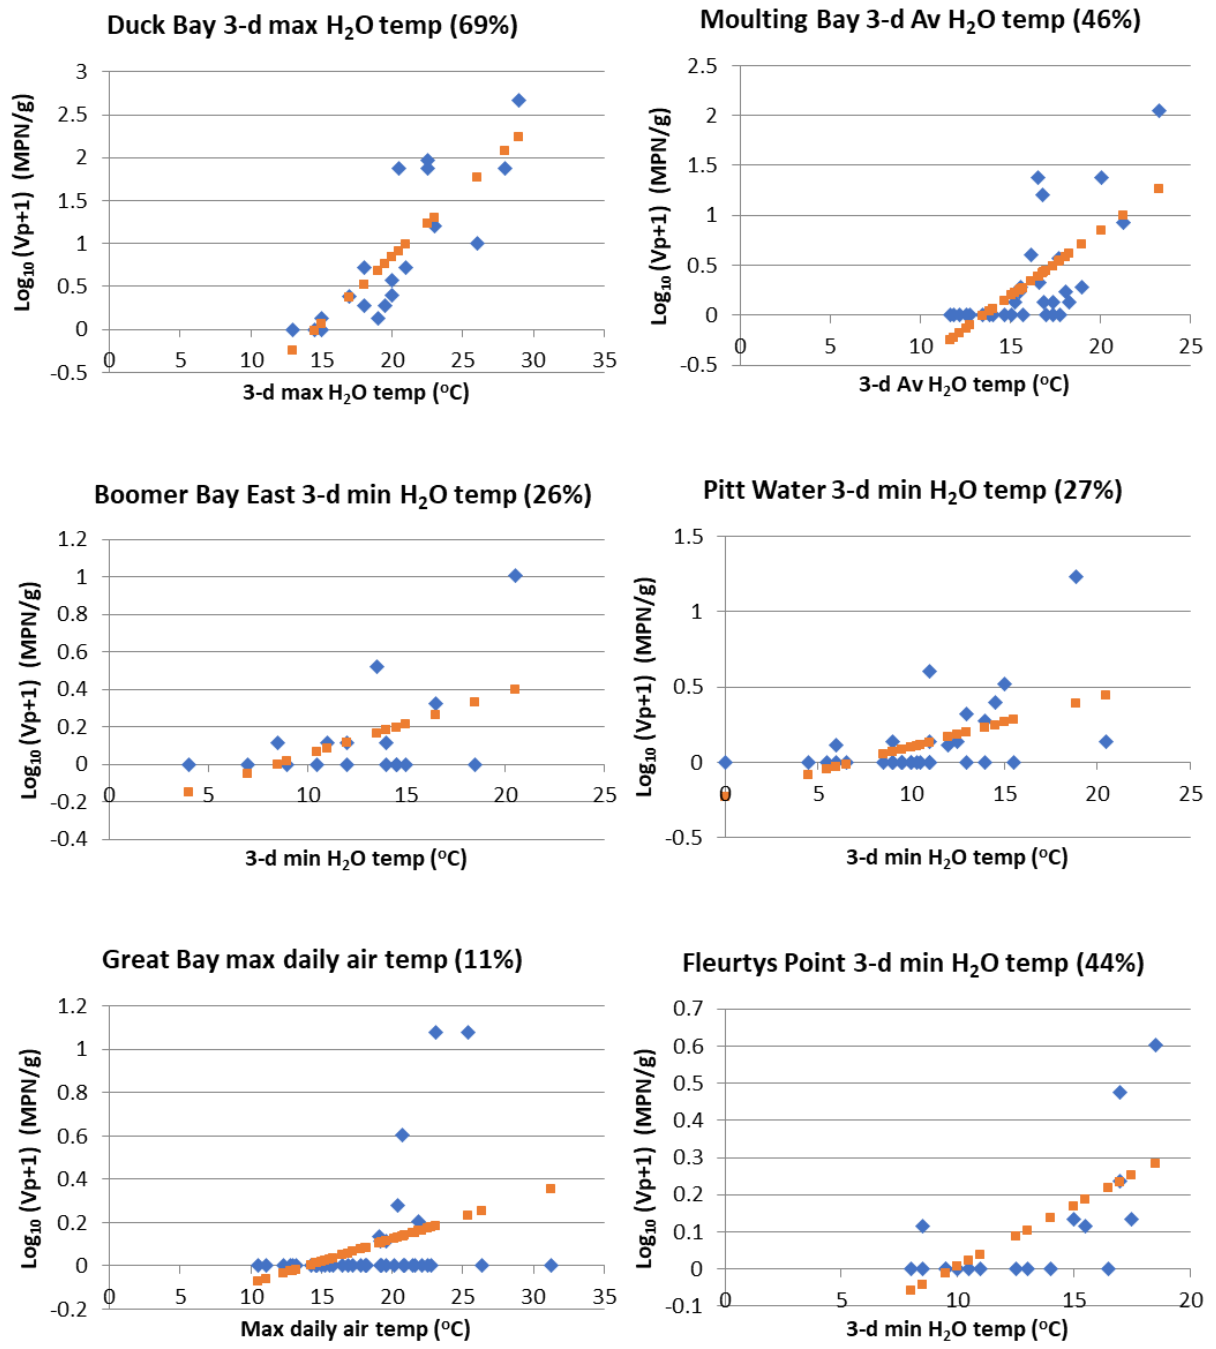 Duck Bay 3-d max H₂O temp (69%)
Log₁₀ (Vp+1) (MPN/g)
3
2.5
2
1.5
1
0.5
0
-0.5
0 5 10 15 20 25 30 35
3-d max H₂O temp (⁰C)
Moulting Bay 3-d Av H₂O temp (46%)
Log₁₀ (Vp+1) (MPN/g)
2.5
2
1.5
1
0.5
0
-0.5
0 5 10 15 20 25
3-d Av H₂O temp (⁰C)
Boomer Bay East 3-d min H₂O temp (26%)
Log₁₀ (Vp+1) (MPN/g)
1.2
1
0.8
0.6
0.4
0.2
0
-0.2
-0.4
0 5 10 15 20 25
3-d min H₂O temp (⁰C)
Pitt Water 3-d min H₂O temp (27%)
Log₁₀ (Vp+1) (MPN/g)
1.5
1
0.5
0
-0.5
0 5 10 15 20 25
3-d min H₂O temp (⁰C)
Great Bay max daily air temp (11%)
Log₁₀ (Vp+1) (MPN/g)
1.2
1
0.8
0.6
0.4
0.2
0
-0.2
0 5 10 15 20 25 30 35
Max daily air temp (⁰C)
Fleurtys Point 3-d min H₂O temp (44%)
Log₁₀ (Vp+1) (MPN/g)
0.7
0.6
0.5
0.4
0.3
0.2
0.1
0
-0.1
0 5 10 15 20
3-d min H₂O temp (⁰C)